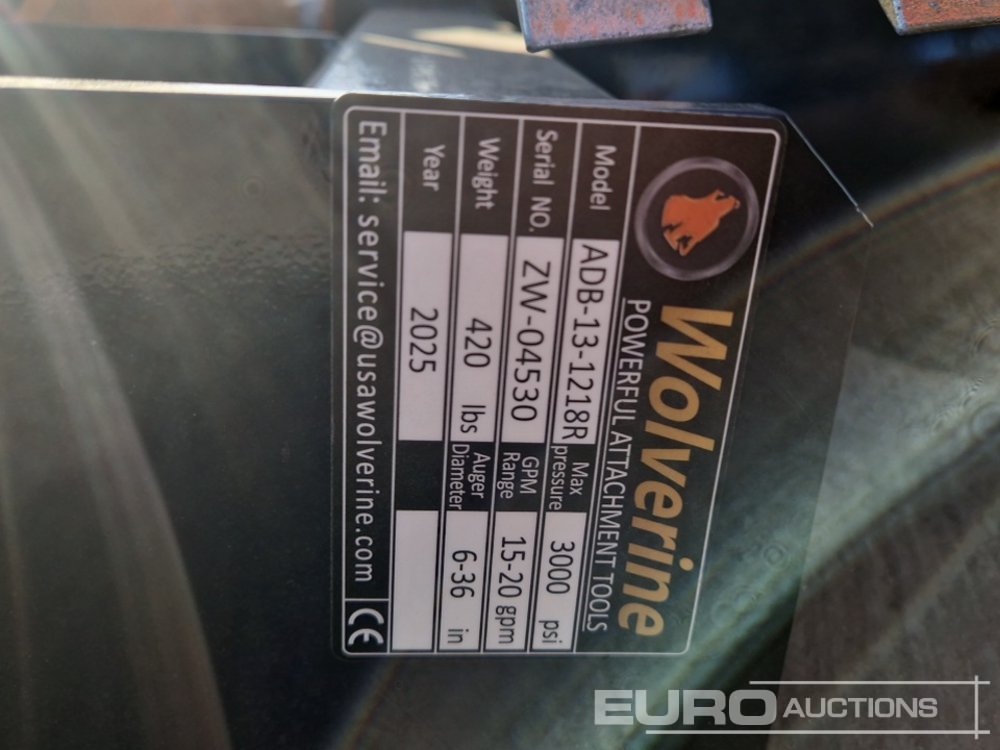 Wolverine
POWERFUL ATTACHMENT TOOLS
Model ADB-13-1218R Max pressure 3000 psi
Serial NO. ZW-04530 GPM Range 15-20 gpm
Weight 420 lbs Auger Diameter 6-36 in
Year 2025
Email: service@usawolverine.com CE
EURO AUCTIONS